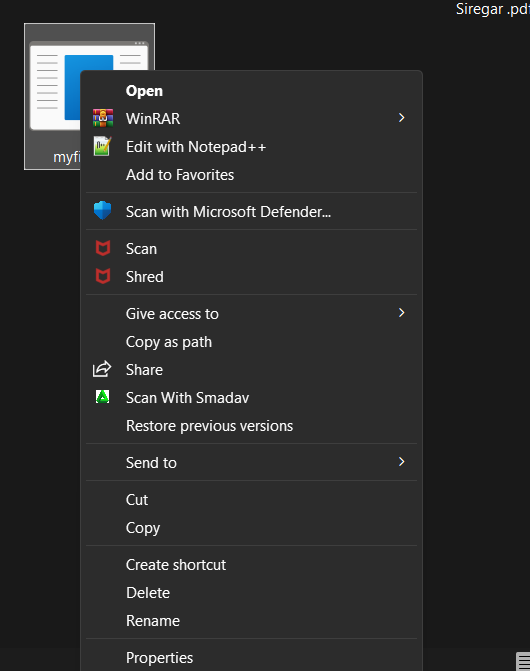 Siregar .pdf
Open
WinRAR
Edit with Notepad++
Add to Favorites
Scan with Microsoft Defender...
Scan
Shred
Give access to
Copy as path
Share
Scan With Smadav
Restore previous versions
Send to
Cut
Copy
Create shortcut
Delete
Rename
Properties